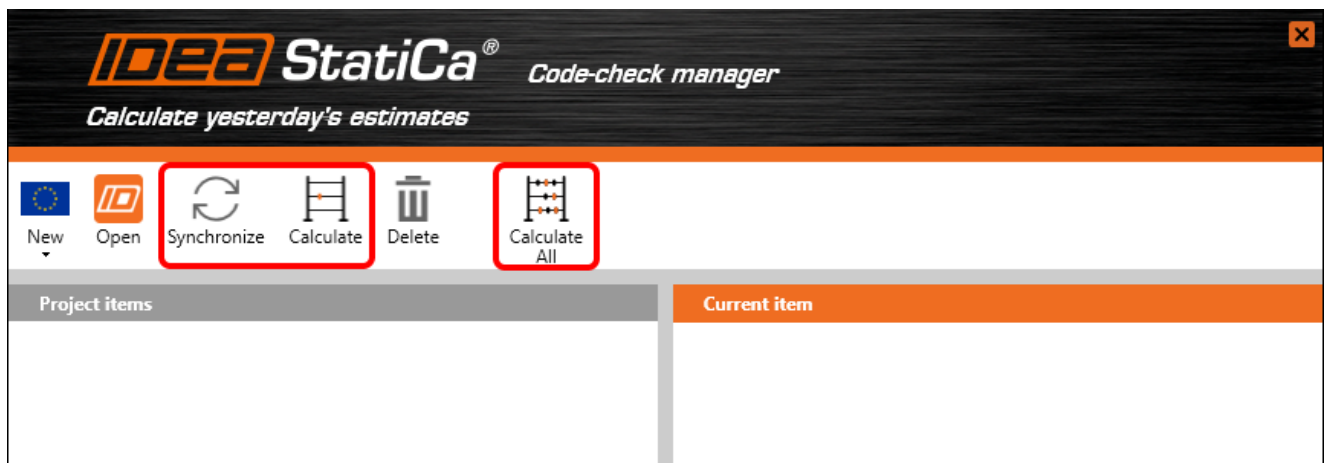 IDEA StatiCa® Code-check manager
Calculate yesterday's estimates
New Open Synchronize Calculate Delete Calculate All
Project items Current item